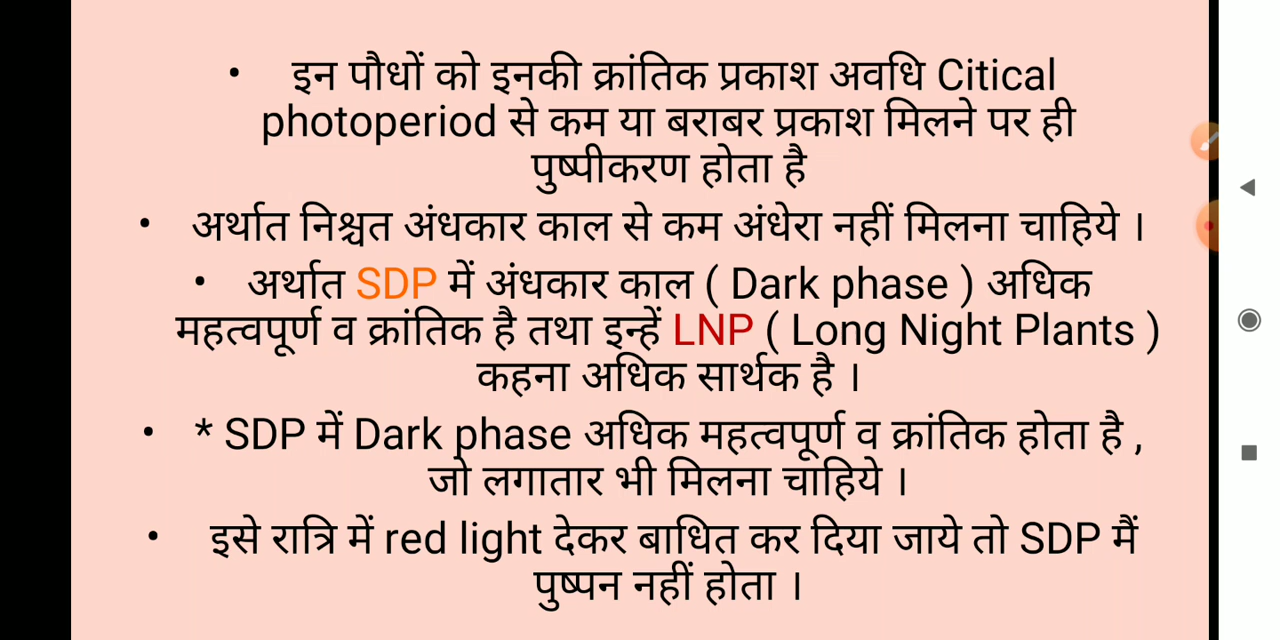 • इन पौधों को इनकी क्रांतिक प्रकाश अवधि Citical
photoperiod से कम या बराबर प्रकाश मिलने पर ही
पुष्पीकरण होता है
• अर्थात निश्चत अंधकार काल से कम अंधेरा नहीं मिलना चाहिये ।
• अर्थात SDP में अंधकार काल ( Dark phase ) अधिक
महत्वपूर्ण व क्रांतिक है तथा इन्हें LNP ( Long Night Plants )
कहना अधिक सार्थक है ।
• * SDP में Dark phase अधिक महत्वपूर्ण व क्रांतिक होता है ,
जो लगातार भी मिलना चाहिये ।
• इसे रात्रि में red light देकर बाधित कर दिया जाये तो SDP मैं
पुष्पन नहीं होता ।